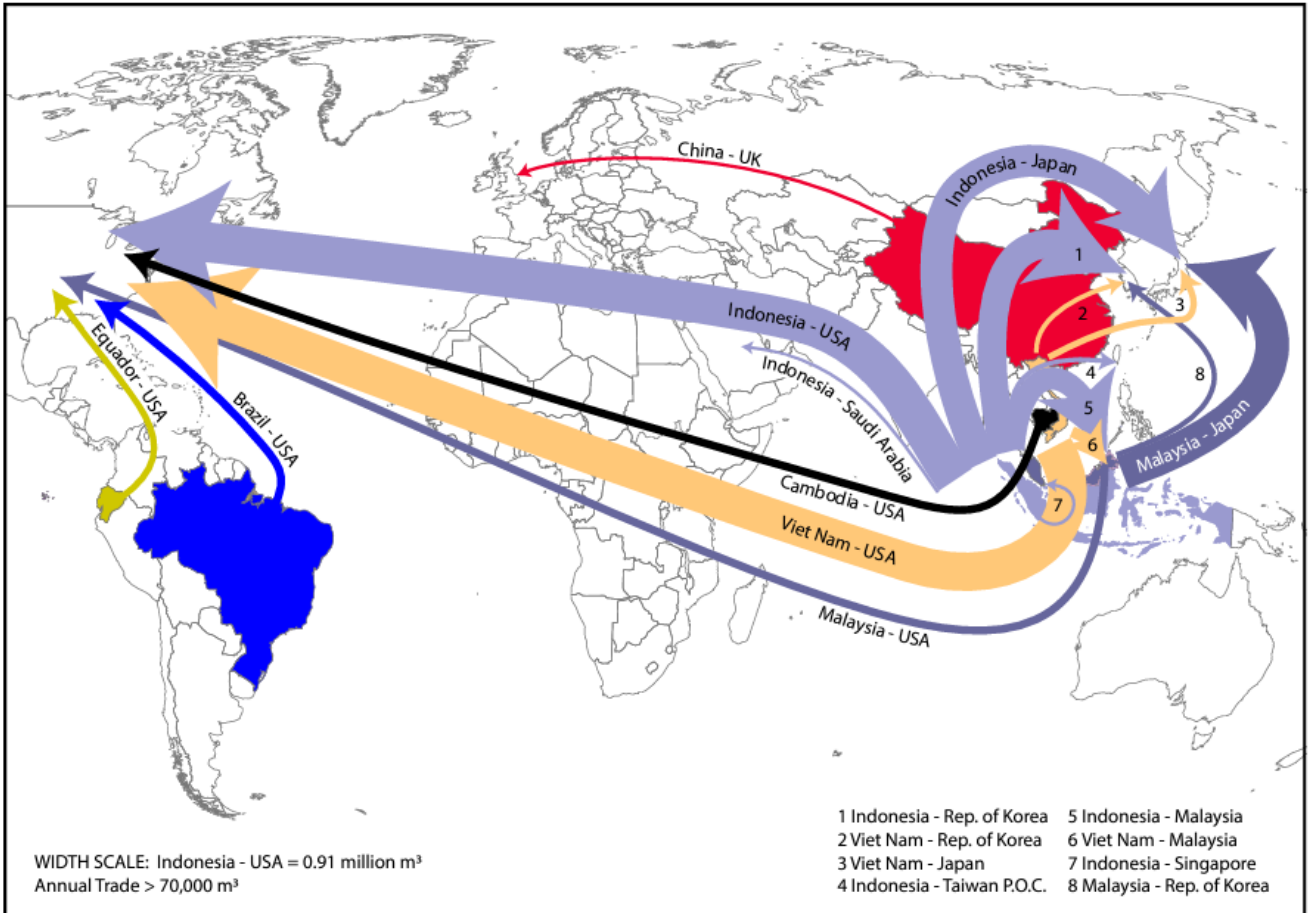 China - UK
Indonesia - Japan
1
Indonesia - USA
2
3
Indonesia - Saudi Arabia
4
Equador - USA
Brazil - USA
5
8
6
Malaysia - Japan
Cambodia - USA
7
Viet Nam - USA
Malaysia - USA
WIDTH SCALE: Indonesia - USA = 0.91 million m³
Annual Trade > 70,000 m³
1 Indonesia - Rep. of Korea
2 Viet Nam - Rep. of Korea
3 Viet Nam - Japan
4 Indonesia - Taiwan P.O.C.
5 Indonesia - Malaysia
6 Viet Nam - Malaysia
7 Indonesia - Singapore
8 Malaysia - Rep. of Korea